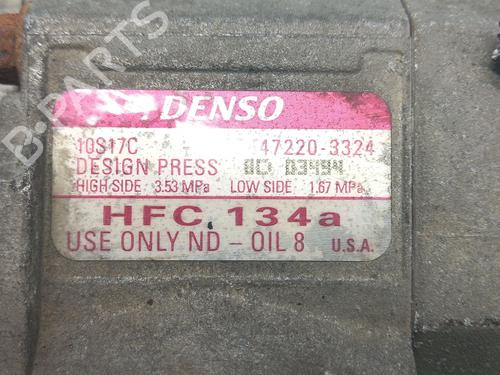 DENSO
10S17C 47220-3324
DESIGN PRESS 0D 03494
HIGH SIDE 3.53 MPa LOW SIDE 1.67 MPa
HFC 134a
USE ONLY ND - OIL 8 U.S.A.
B-PARTS